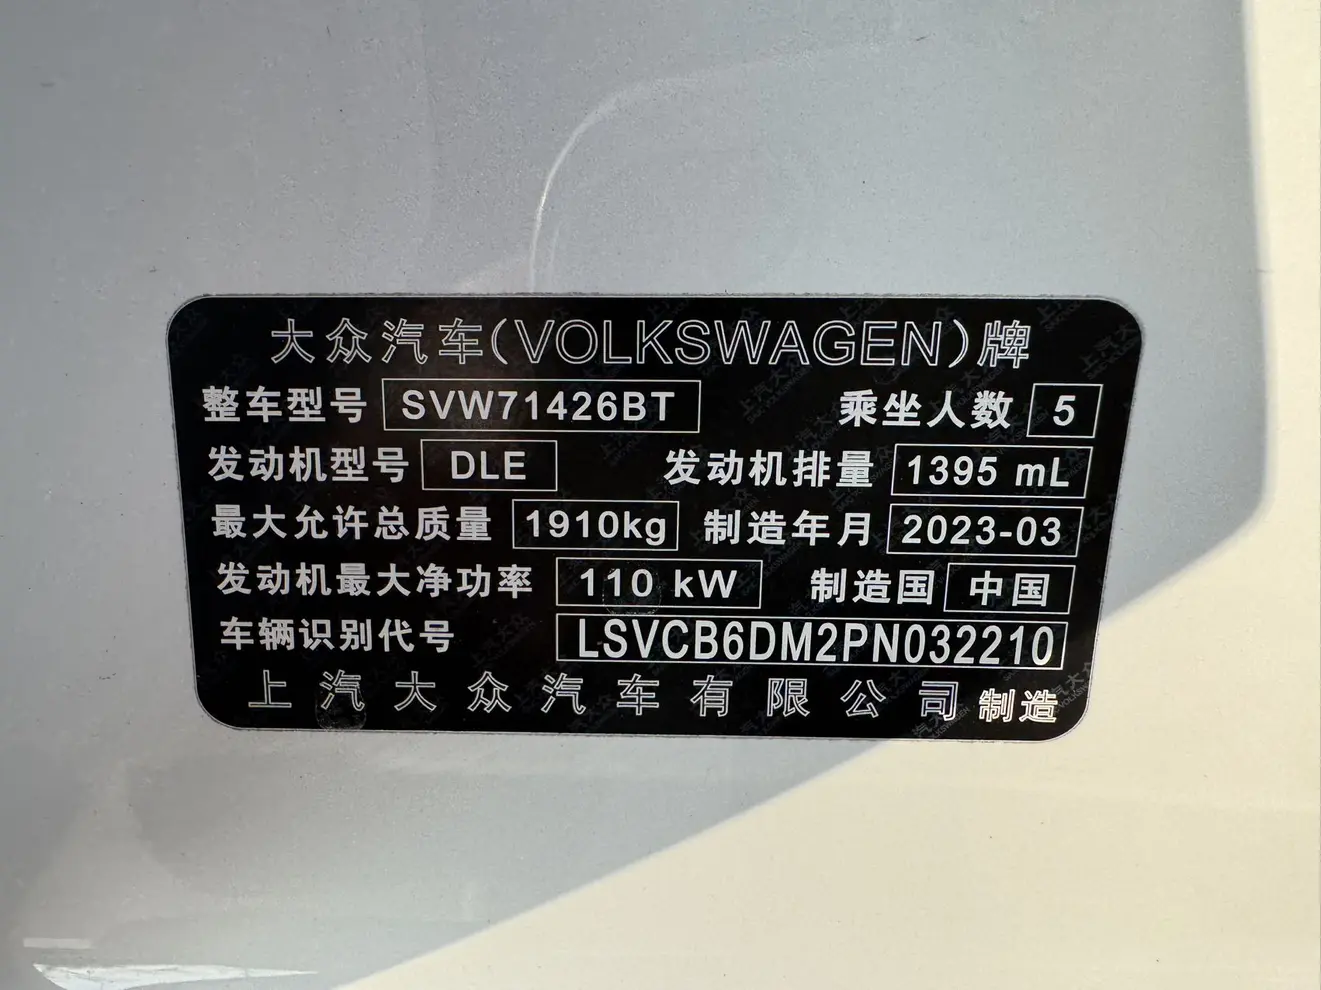 大众汽车(VOLKSWAGEN)牌
整车型号 SVW71426BT 乘坐人数 5
发动机型号 DLE 发动机排量 1395 mL
最大允许总质量 1910kg 制造年月 2023-03
发动机最大净功率 110 kW 制造国 中国
车辆识别代号 LSVCB6DM2PN032210
上汽大众汽车有限公司 制造